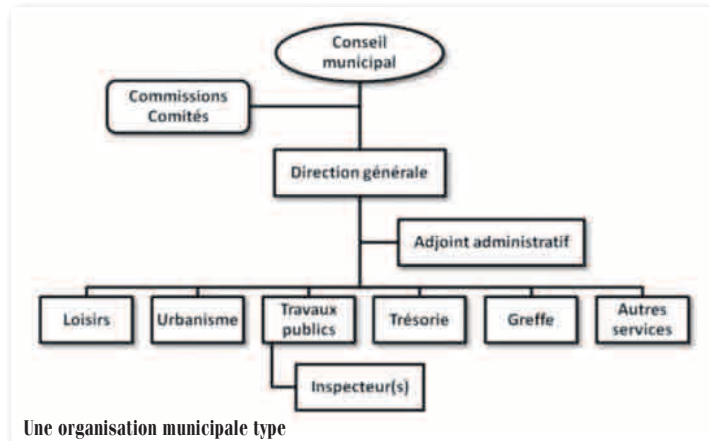 Conseil
municipal
Commissions
Comités
Direction générale
Adjoint administratif
Loisirs
Urbanisme
Travaux
publics
Trésorie
Greffe
Autres
services
Inspecteur(s)
Une organisation municipale type